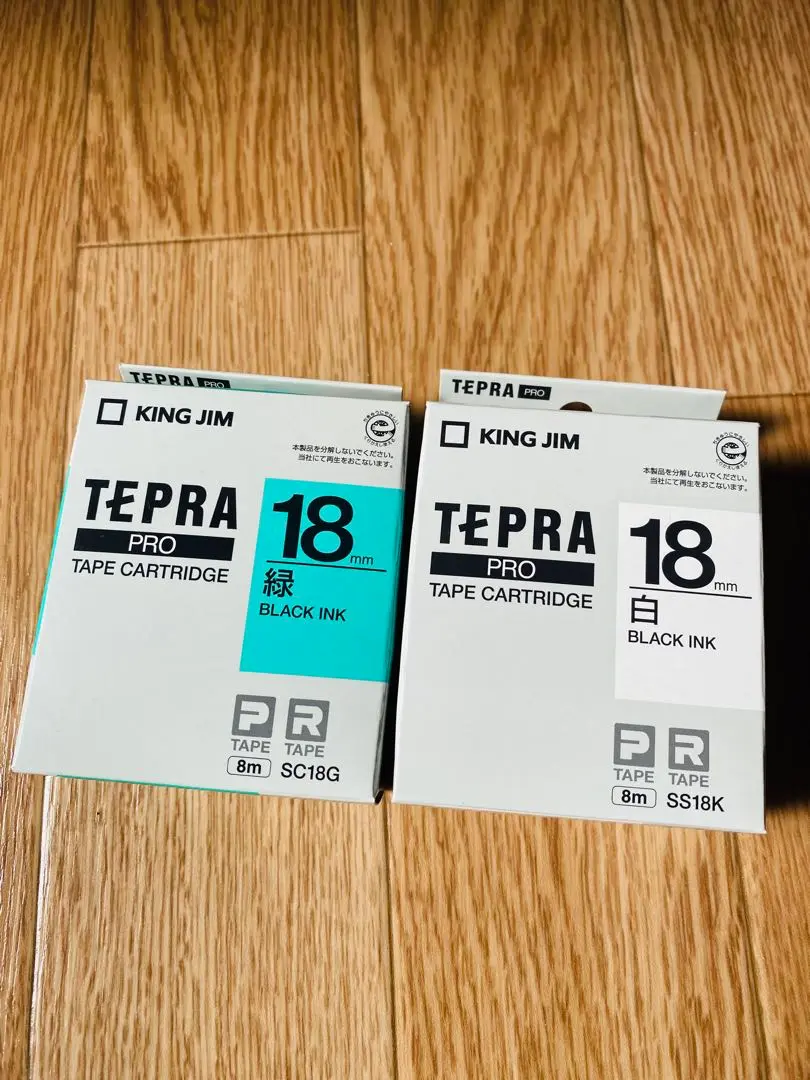 TEPRA PRO
KING JIM
本製品を分解しないでください。
当社にて再生をおこないます。
TEPRA
PRO
TAPE CARTRIDGE
18mm
緑
BLACK INK
P R
TAPE TAPE
8m SC18G
TEPRA PRO
KING JIM
本製品を分解しないでください。
当社にて再生をおこないます。
TEPRA
PRO
TAPE CARTRIDGE
18mm
白
BLACK INK
P R
TAPE TAPE
8m SS18K